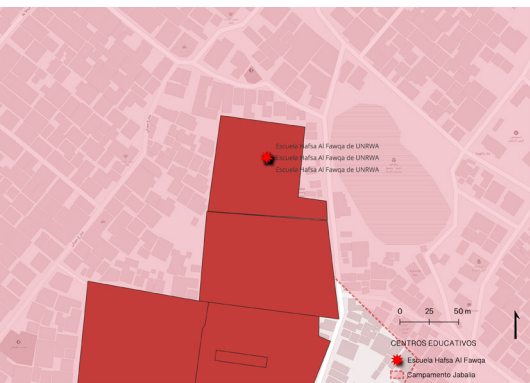 Escuela Hafsa Al Fawqa de UNRWA
Escuela Hafsa Al Fawqa de UNRWA
Escuela Hafsa Al Fawqa de UNRWA
0 25 50 m
CENTROS EDUCATIVOS
Escuela Hafsa Al Fawqa
Campamento Jabalia